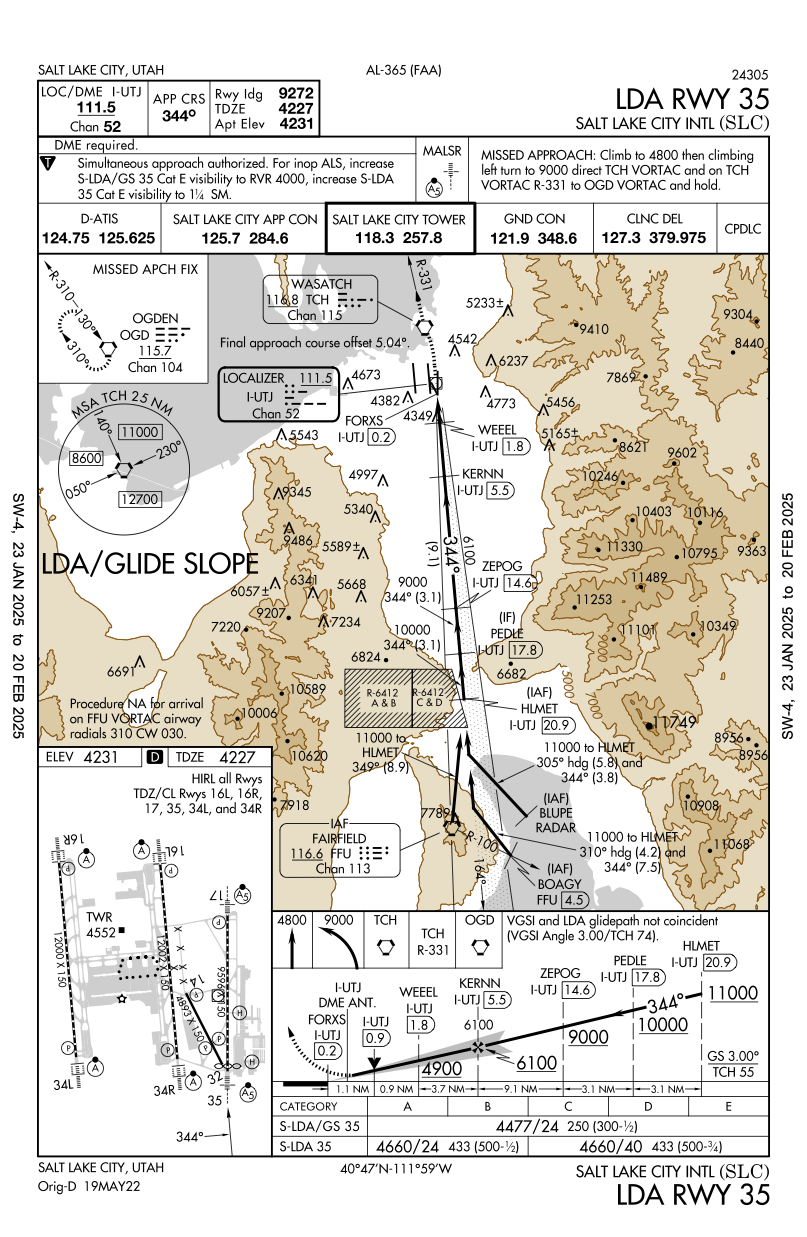 SALT LAKE CITY, UTAH
AL-365 (FAA)
24305
LOC/DME I-UTJ
111.5
Chan 52
APP CRS
344°
Rwy ldg 9272
TDZE 4227
Apt Elev 4231
LDA RWY 35
SALT LAKE CITY INTL (SLC)
DME required.
T
Simultaneous approach authorized. For inop ALS, increase
S-LDA/GS 35 Cat E visibility to RVR 4000, increase S-LDA
35 Cat E visibility to 1¼ SM.
MALSR
A5
MISSED APPROACH: Climb to 4800 then climbing
left turn to 9000 direct TCH VORTAC and on TCH
VORTAC R-331 to OGD VORTAC and hold.
D-ATIS
124.75 125.625
SALT LAKE CITY APP CON
125.7 284.6
SALT LAKE CITY TOWER
118.3 257.8
GND CON
121.9 348.6
CLNC DEL
127.3 379.975
CPDLC
MISSED APCH FIX
R-310
130°
310°
OGDEN
OGD
115.7
Chan 104
WASATCH
116.8 TCH
Chan 115
R-331
5233±
9410
9304
8440
4542
6237
7869
Final approach course offset 5.04°.
LOCALIZER 111.5
I-UTJ
Chan 52
4673
4382
4349
4773
5456
5165±
FORXS
I-UTJ 0.2
WEEEL
I-UTJ 1.8
MSA TCH 25 NM
140°
11000
230°
8600
050°
12700
5543
4997
KERNN
I-UTJ 5.5
8621
9602
10246
9345
5340
10403
10116
9486
5589±
11330
10795
9363
LDA/GLIDE SLOPE
344°
6100
(9.1)
ZEPOG
I-UTJ 14.6
11489
6057±
6341
5668
9000
344° (3.1)
11253
9207
7234
7220
10000
344° (3.1)
(IF)
PEDLE
I-UTJ 17.8
11101
10349
6691
6824
6682
5000
R-6412
A & B
R-6412
C & D
(IAF)
HLMET
I-UTJ 20.9
10589
10006
11749
Procedure NA for arrival
on FFU VORTAC airway
radials 310 CW 030.
11000 to
HLMET
349° (8.9)
11000 to HLMET
305° hdg (5.8) and
344° (3.8)
8956
8956
10620
7918
10908
(IAF)
BLUPE
RADAR
7789
IAF
FAIRFIELD
116.6 FFU
Chan 113
R-100
164°
11000 to HLMET
310° hdg (4.2) and
344° (7.5)
11068
(IAF)
BOAGY
FFU 4.5
ELEV 4231
D
TDZE 4227
HIRL all Rwys
TDZ/CL Rwys 16L, 16R,
17, 35, 34L, and 34R
16R
A
16L
A
17
A5
P
P
P
TWR
4552
12000 X 150
12002 X 150
9596 X 150
4893 X 150
14
P
V
H
P
P
P
H
34L
A
34R
A
32
35
A5
344°
4800
9000
TCH
TCH
R-331
OGD
VGSI and LDA glidepath not coincident
(VGSI Angle 3.00/TCH 74).
I-UTJ
DME ANT.
FORXS
I-UTJ
0.2
I-UTJ
0.9
WEEEL
I-UTJ
1.8
KERNN
I-UTJ 5.5
6100
ZEPOG
I-UTJ 14.6
PEDLE
I-UTJ 17.8
HLMET
I-UTJ 20.9
344°
11000
10000
9000
6100
4900
GS 3.00°
TCH 55
1.1 NM
0.9 NM
3.7 NM
9.1 NM
3.1 NM
3.1 NM
CATEGORY A B C D E
S-LDA/GS 35 4477/24 250 (300-½)
S-LDA 35 4660/24 433 (500-½) 4660/40 433 (500-¾)
SALT LAKE CITY, UTAH
Orig-D 19MAY22
40°47'N-111°59'W
SALT LAKE CITY INTL (SLC)
LDA RWY 35
SW-4, 23 JAN 2025 to 20 FEB 2025
SW-4, 23 JAN 2025 to 20 FEB 2025